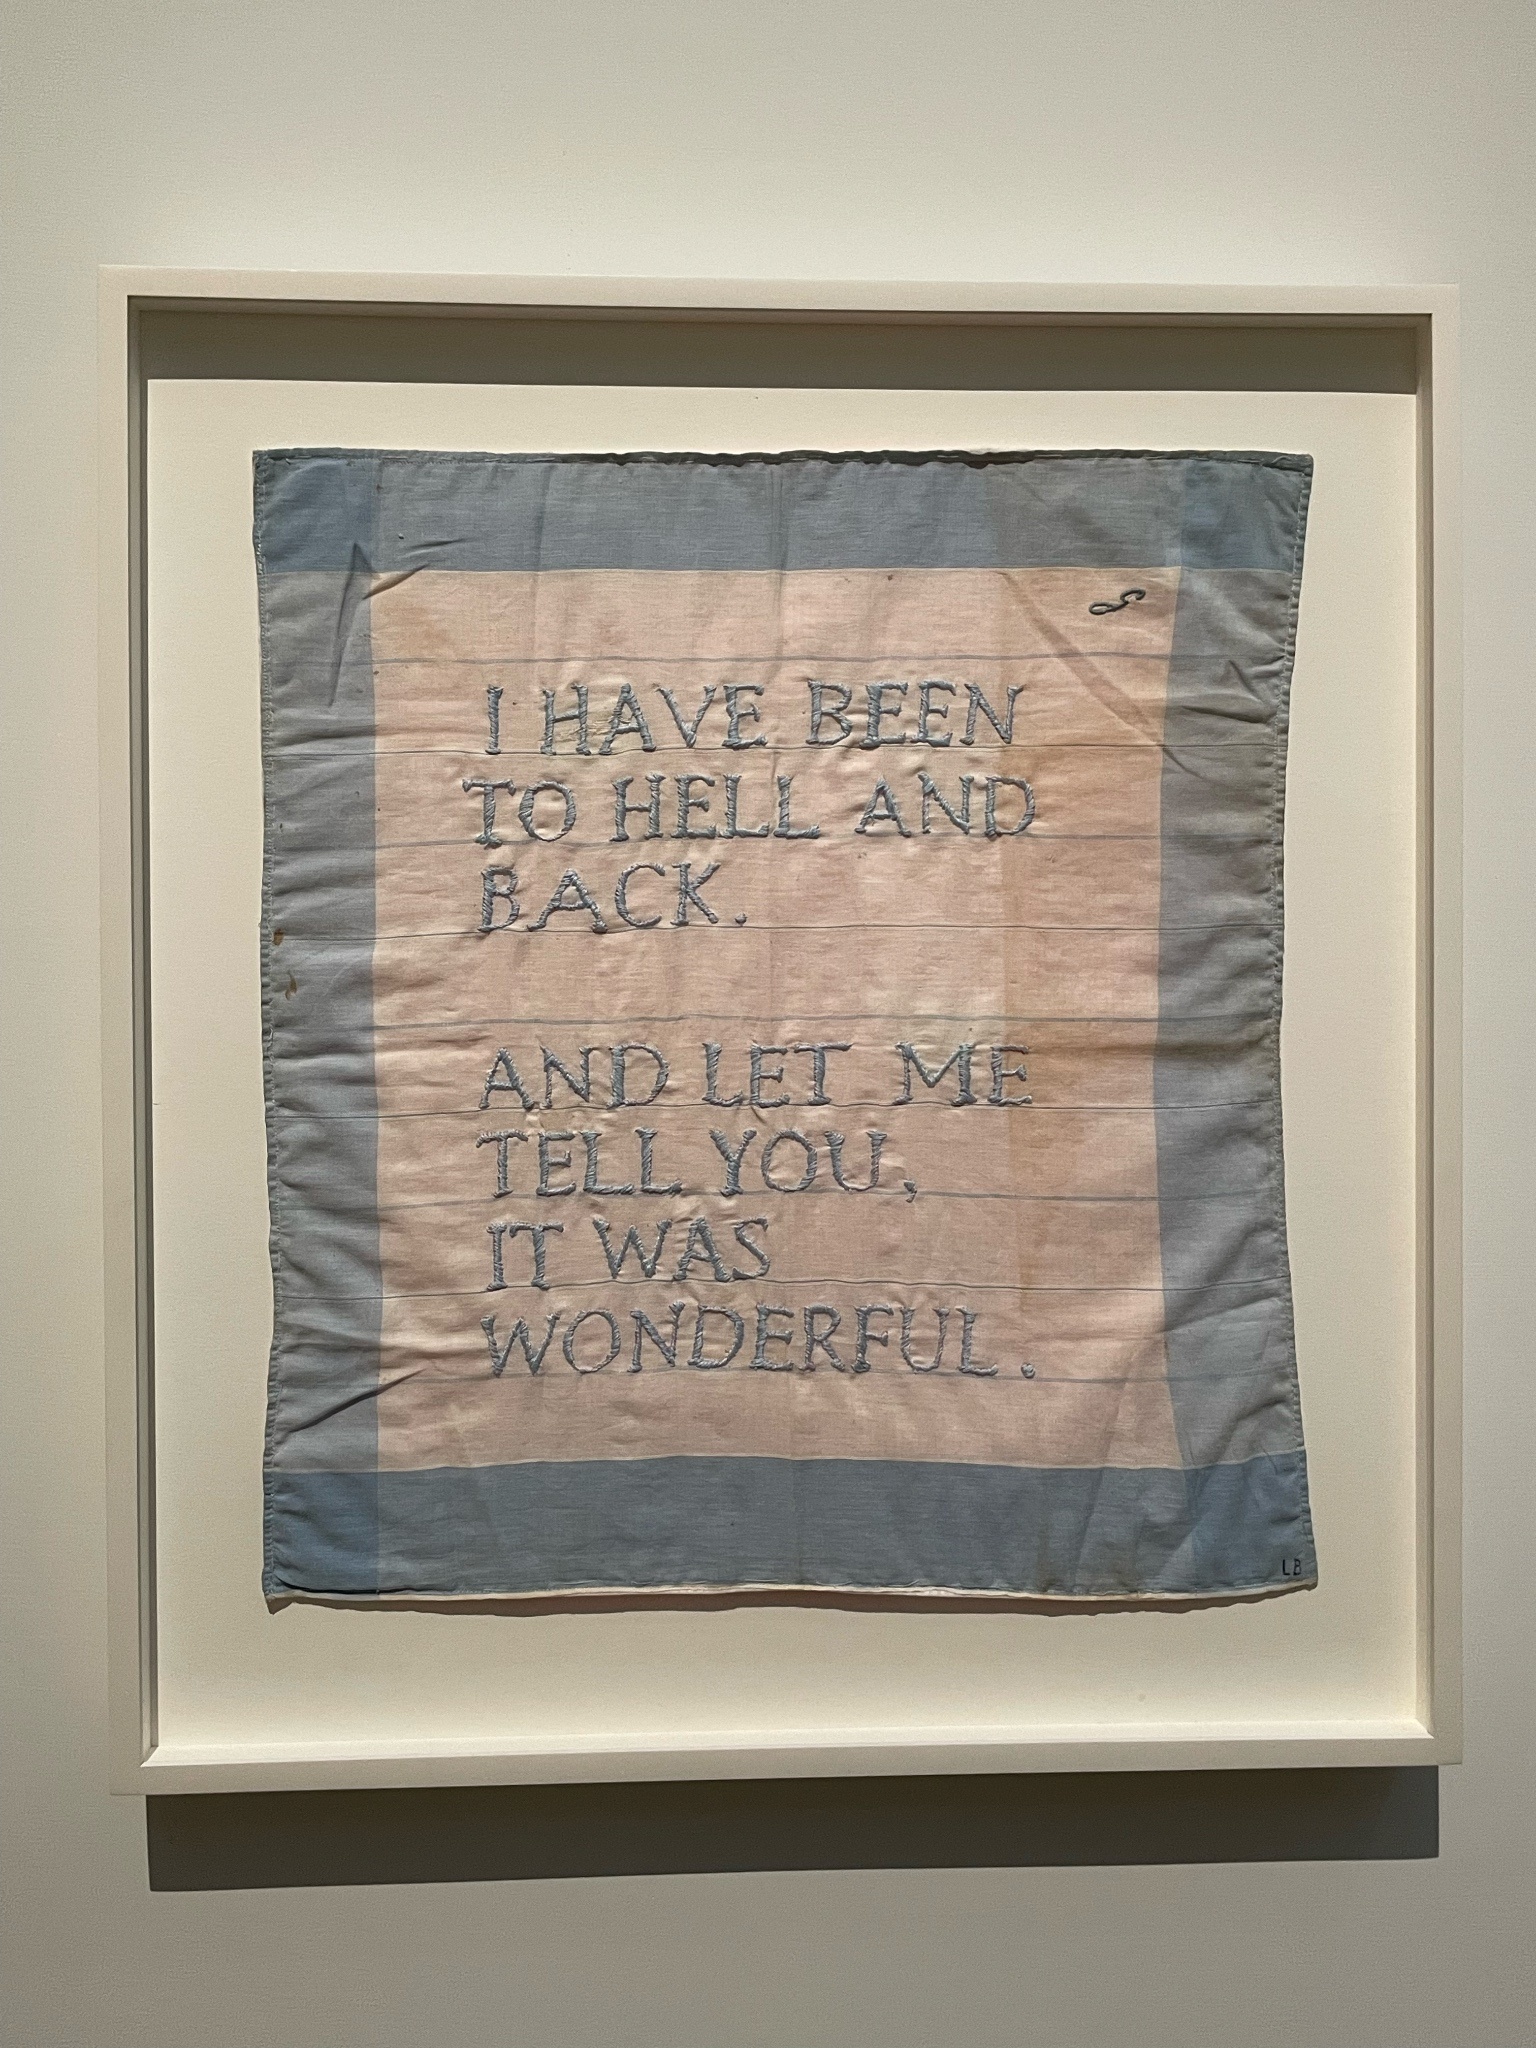 I HAVE BEEN
TO HELL AND
BACK.
AND LET ME
TELL YOU,
IT WAS
WONDERFUL.
LB